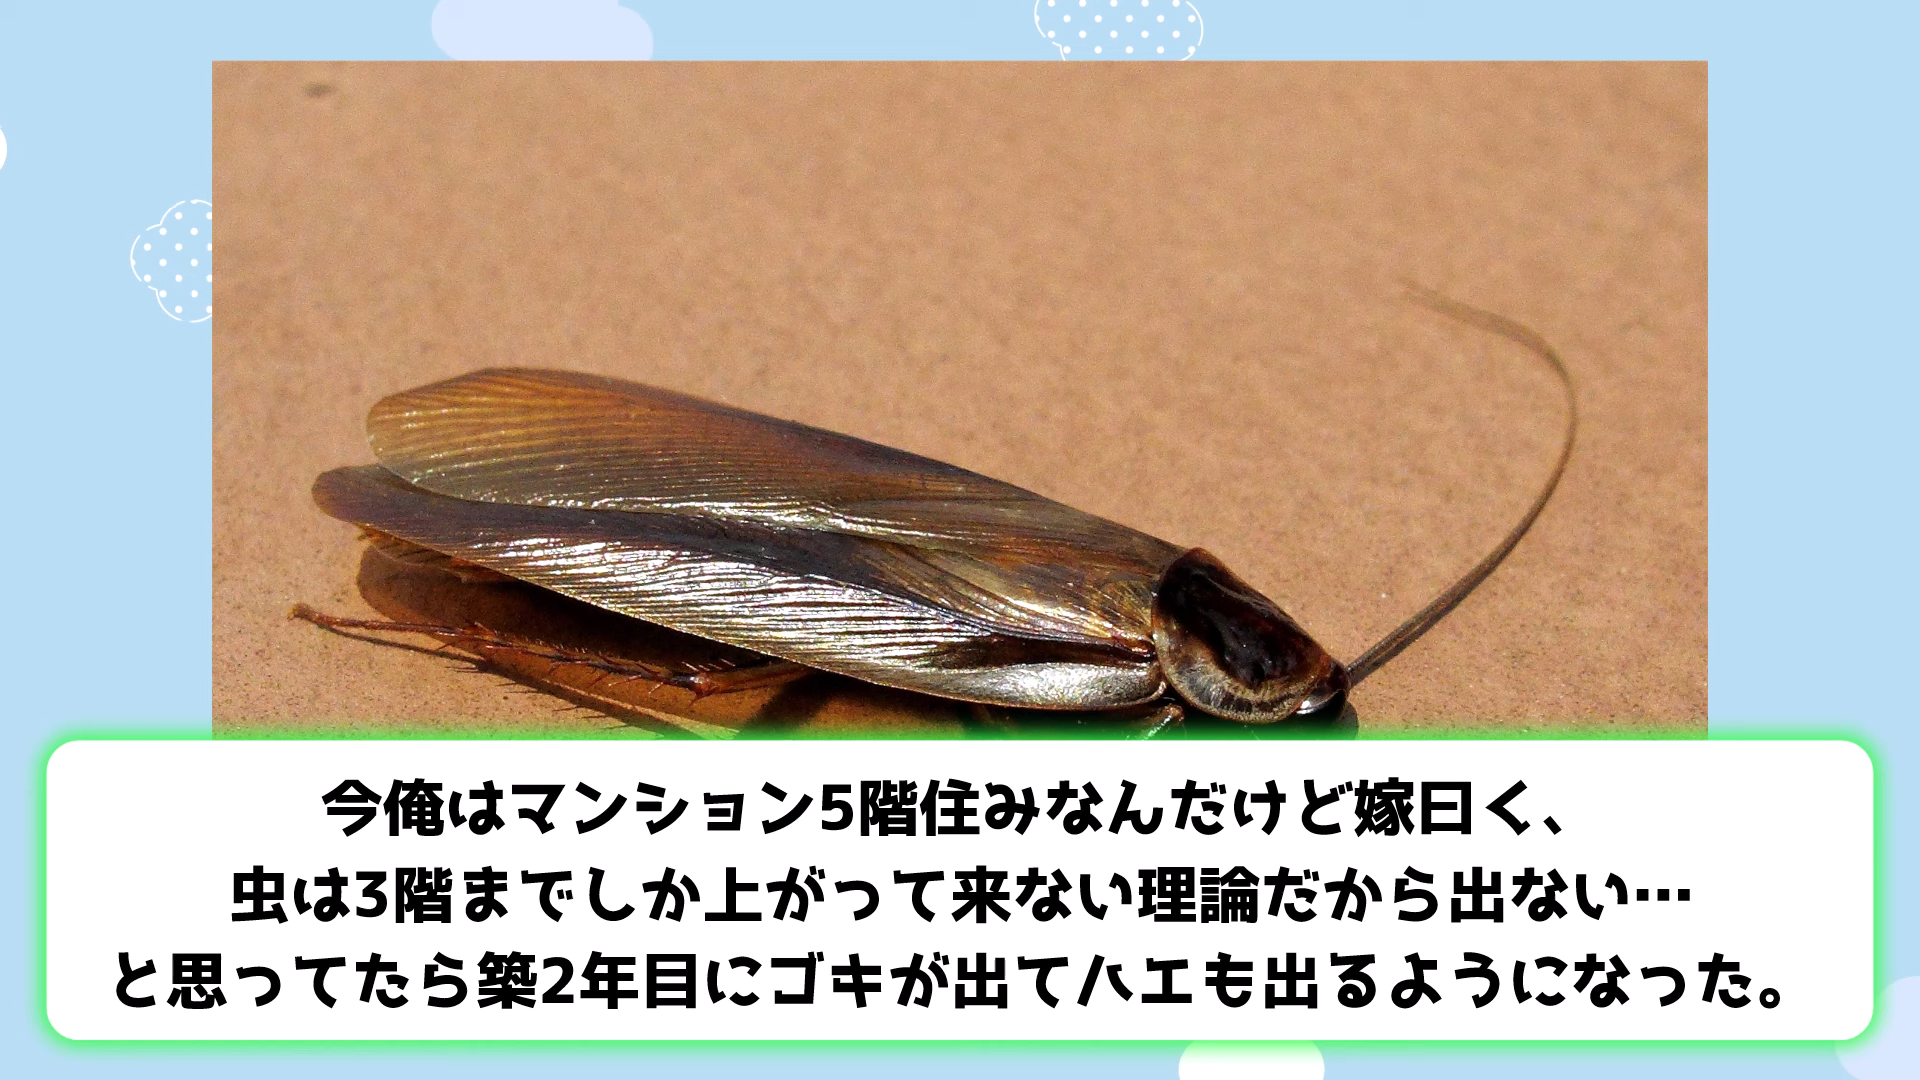 今俺はマンション5階住みなんだけど嫁曰く、
虫は3階までしか上がって来ない理論だから出ない…
と思ってたら築2年目にゴキが出てハエも出るようになった。